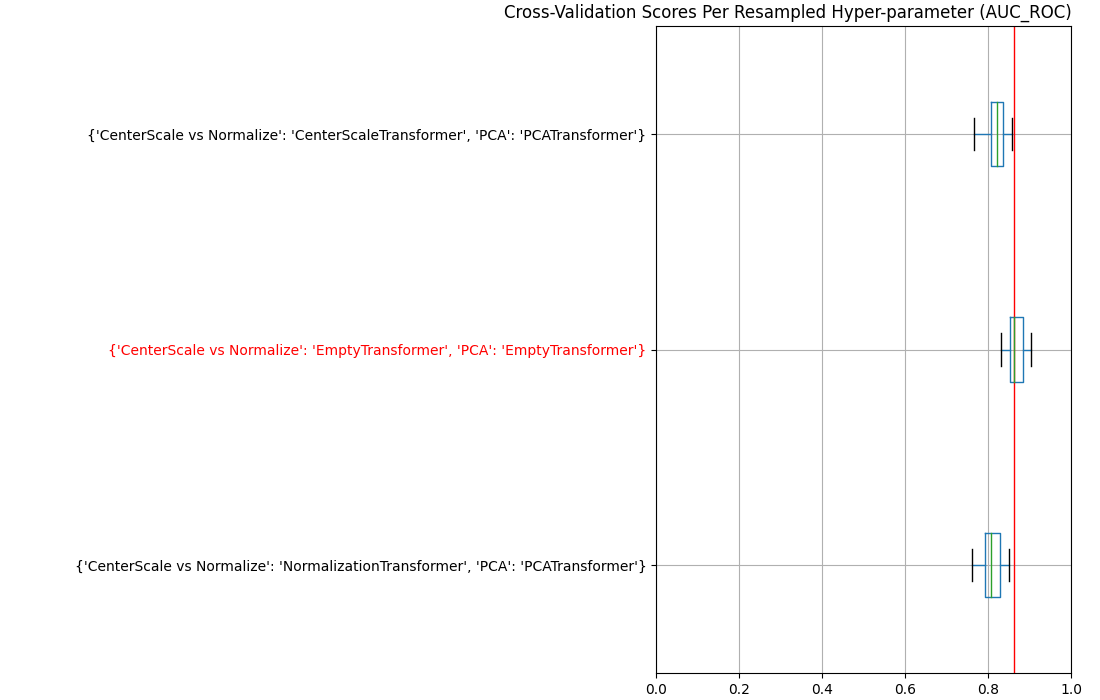 Cross-Validation Scores Per Resampled Hyper-parameter (AUC_ROC)
{'CenterScale vs Normalize': 'CenterScaleTransformer', 'PCA': 'PCATransformer'}
{'CenterScale vs Normalize': 'EmptyTransformer', 'PCA': 'EmptyTransformer'}
{'CenterScale vs Normalize': 'NormalizationTransformer', 'PCA': 'PCATransformer'}
0.0 0.2 0.4 0.6 0.8 1.0